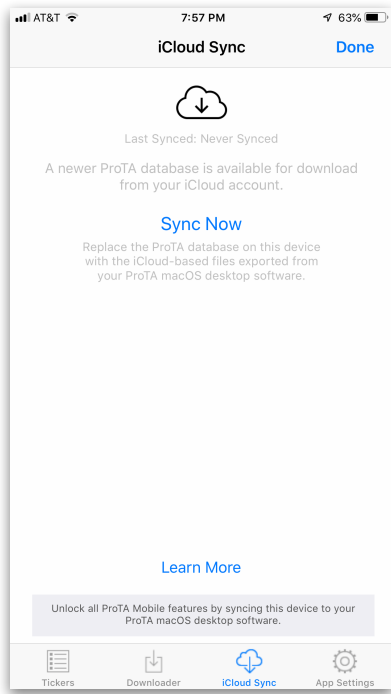 AT&T 7:57 PM 63%
iCloud Sync Done
Last Synced: Never Synced
A newer ProTA database is available for download
from your iCloud account.
Sync Now
Replace the ProTA database on this device
with the iCloud-based files exported from
your ProTA macOS desktop software.
Learn More
Unlock all ProTA Mobile features by syncing this device to your
ProTA macOS desktop software.
Tickers Downloader iCloud Sync App Settings